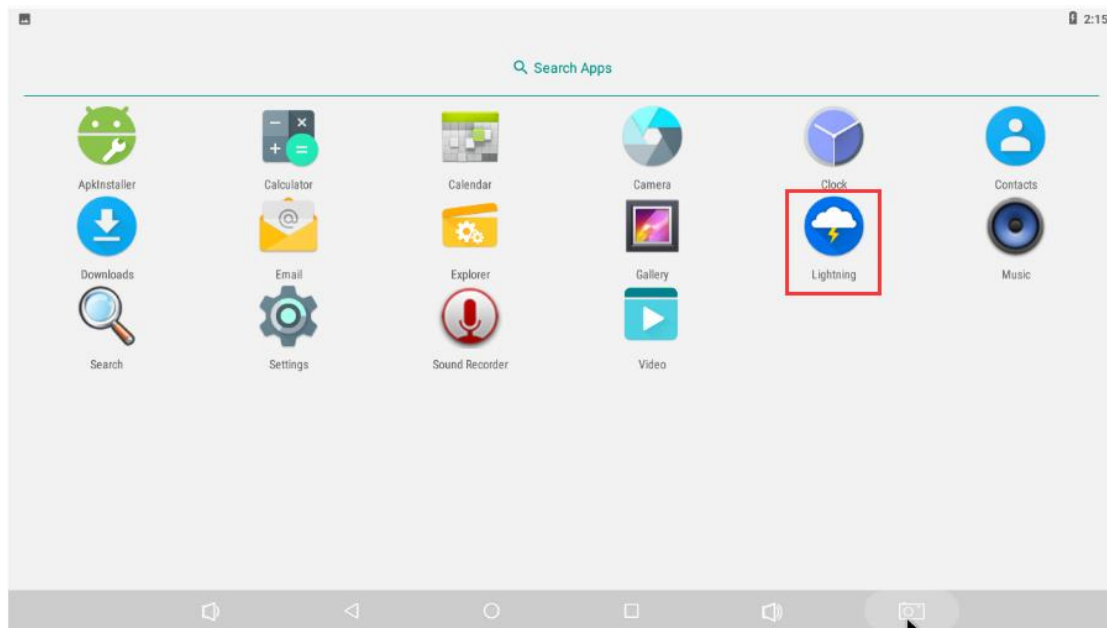 2:15
Search Apps
ApkInstaller Calculator Calendar Camera Clock Contacts
Downloads Email Explorer Gallery Lightning Music
Search Settings Sound Recorder Video